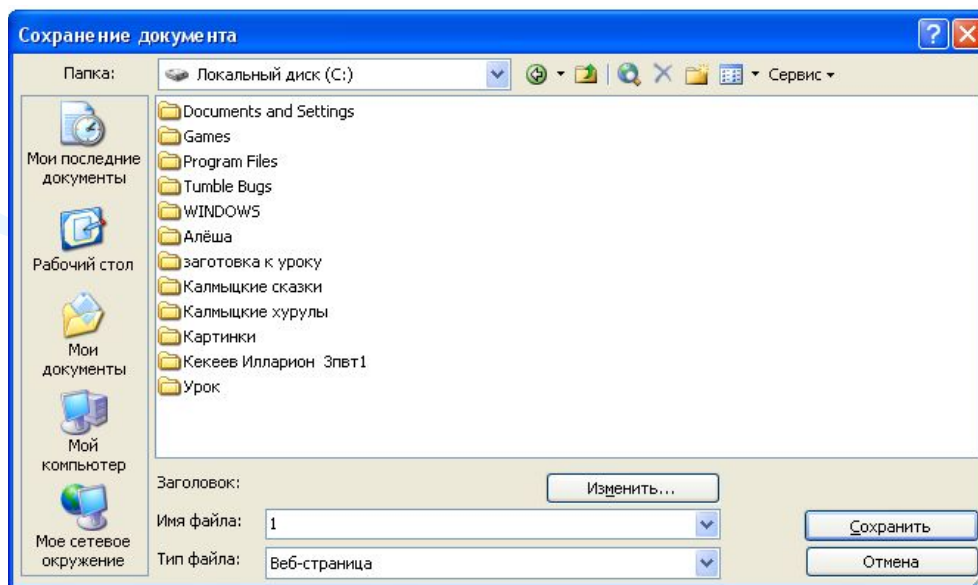 Сохранение документа
Папка:
Локальный диск (C:)
Сервис
Мои последние
документы
Рабочий стол
Мои
документы
Мой
компьютер
Мое сетевое
окружение
Documents and Settings
Games
Program Files
Tumble Bugs
WINDOWS
Алёша
заготовка к уроку
Калмыцкие сказки
Калмыцкие хурулы
Картинки
Кекеев Илларион 3пвт1
Урок
Заголовок:
Изменить...
Имя файла:
1
Сохранить
Тип файла:
Веб-страница
Отмена